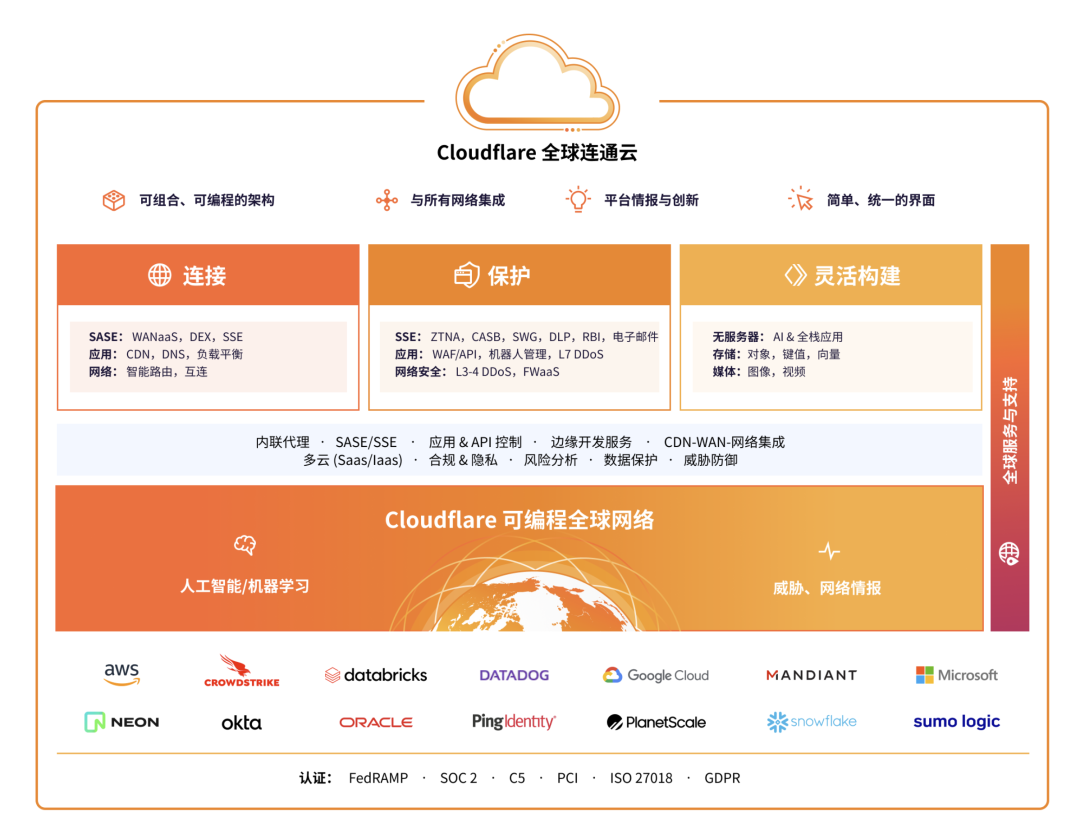 Cloudflare 全球连通云
可组合、可编程的架构
与所有网络集成
平台情报与创新
简单、统一的界面
连接
SASE： WANaaS，DEX，SSE
应用： CDN，DNS，负载平衡
网络： 智能路由，互连
保护
SSE： ZTNA，CASB，SWG，DLP，RBI，电子邮件
应用： WAF/API，机器人管理，L7 DDoS
网络安全： L3-4 DDoS，FWaaS
灵活构建
无服务器： AI & 全栈应用
存储：对象，键值，向量
媒体：图像，视频
全球服务与支持
内联代理 · SASE/SSE · 应用 & API 控制 · 边缘开发服务 · CDN-WAN-网络集成
多云 (Saas/Iaas) · 合规 & 隐私 · 风险分析 · 数据保护 · 威胁防御
Cloudflare 可编程全球网络
人工智能/机器学习
威胁、网络情报
aws
CROWDSTRIKE
databricks
DATADOG
Google Cloud
MANDIANT
Microsoft
NEON
okta
ORACLE
PingIdentity
PlanetScale
snowflake
sumo logic
认证： FedRAMP · SOC 2 · C5 · PCI · ISO 27018 · GDPR